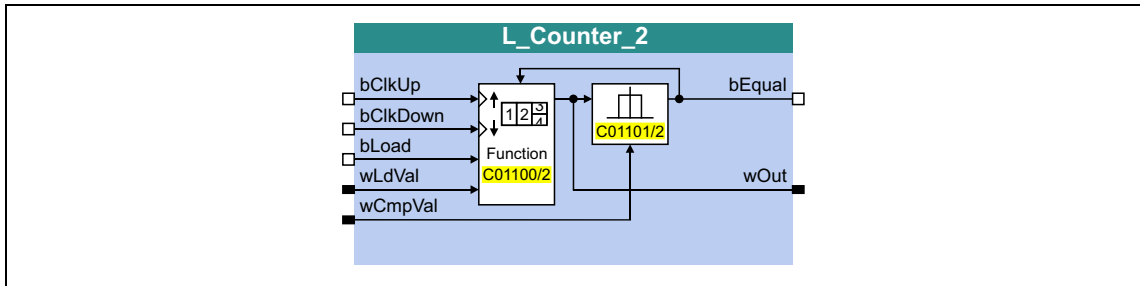 L_Counter_2
bClkUp
bEqual
bClkDown
1 2 3 4
C01101/2
bLoad
Function
C01100/2
wLdVal
wOut
wCmpVal